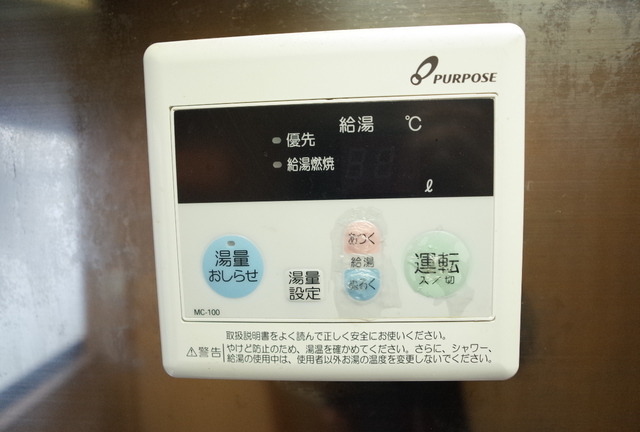 PURPOSE
給湯 ℃
優先
給湯燃焼
ℓ
湯量
おしらせ
湯量
設定
あつく
給湯
ぬるく
運転
入／切
MC-100
取扱説明書をよく読んで正しく安全にお使いください。
⚠警告 やけど防止のため、湯温を確かめてください。さらに、シャワー、
給湯の使用中は、使用者以外お湯の温度を変更しないでください。